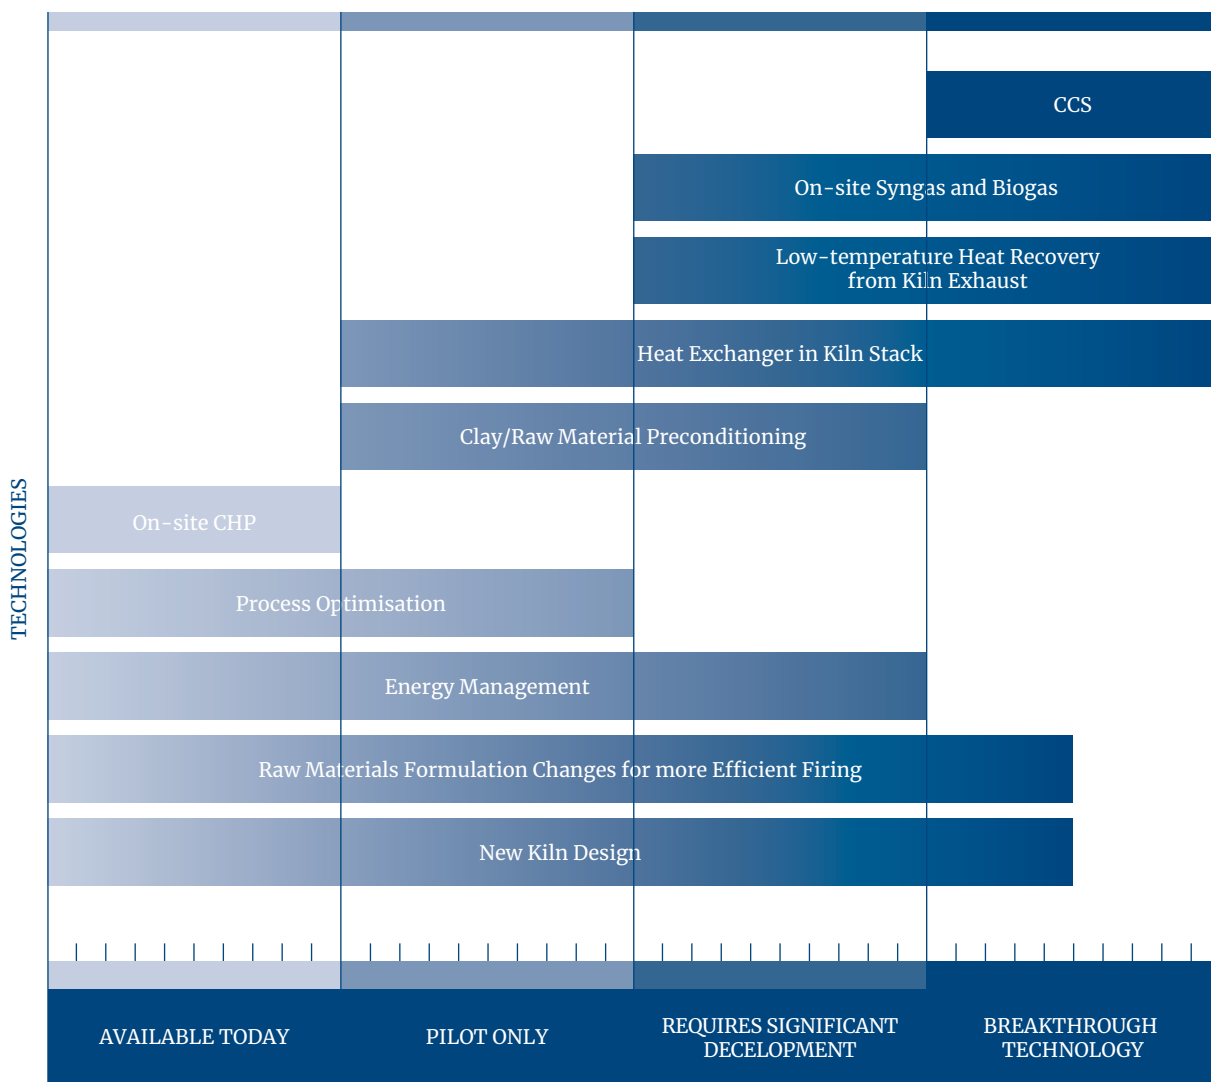 CCS
On-site Syngas and Biogas
Low-temperature Heat Recovery
from Kiln Exhaust
Heat Exchanger in Kiln Stack
Clay/Raw Material Preconditioning
TECHNOLOGIES
On-site CHP
Process Optimisation
Energy Management
Raw Materials Formulation Changes for more Efficient Firing
New Kiln Design
AVAILABLE TODAY
PILOT ONLY
REQUIRES SIGNIFICANT
DECELOPMENT
BREAKTHROUGH
TECHNOLOGY